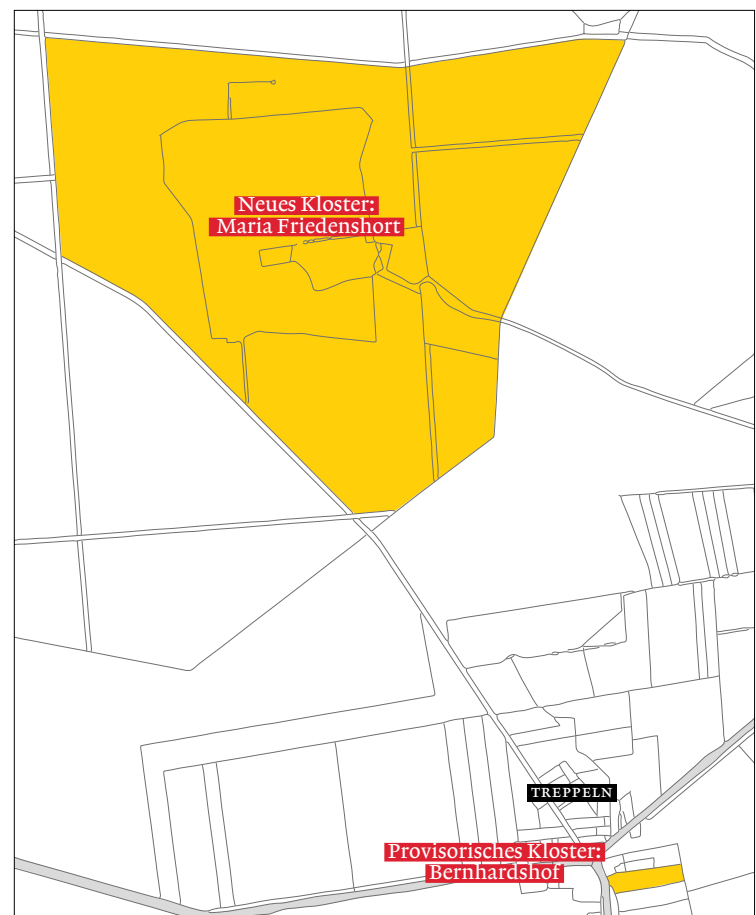 Neues Kloster:
Maria Friedenshort
TREPPELN
Provisorisches Kloster:
Bernhardshof